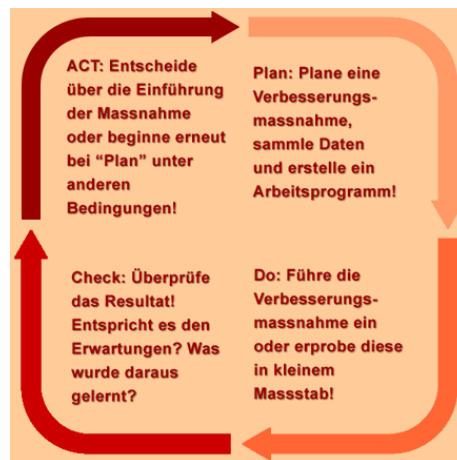 ACT: Entscheide
über die Einführung
der Massnahme
oder beginne erneut
bei “Plan” unter
anderen
Bedingungen!
Plan: Plane eine
Verbesserungs-
massnahme,
sammle Daten
und erstelle ein
Arbeitsprogramm!
Check: Überprüfe
das Resultat!
Entspricht es den
Erwartungen? Was
wurde daraus
gelernt?
Do: Führe die
Verbesserungs-
massnahme ein
oder erprobe diese
in kleinem
Massstab!